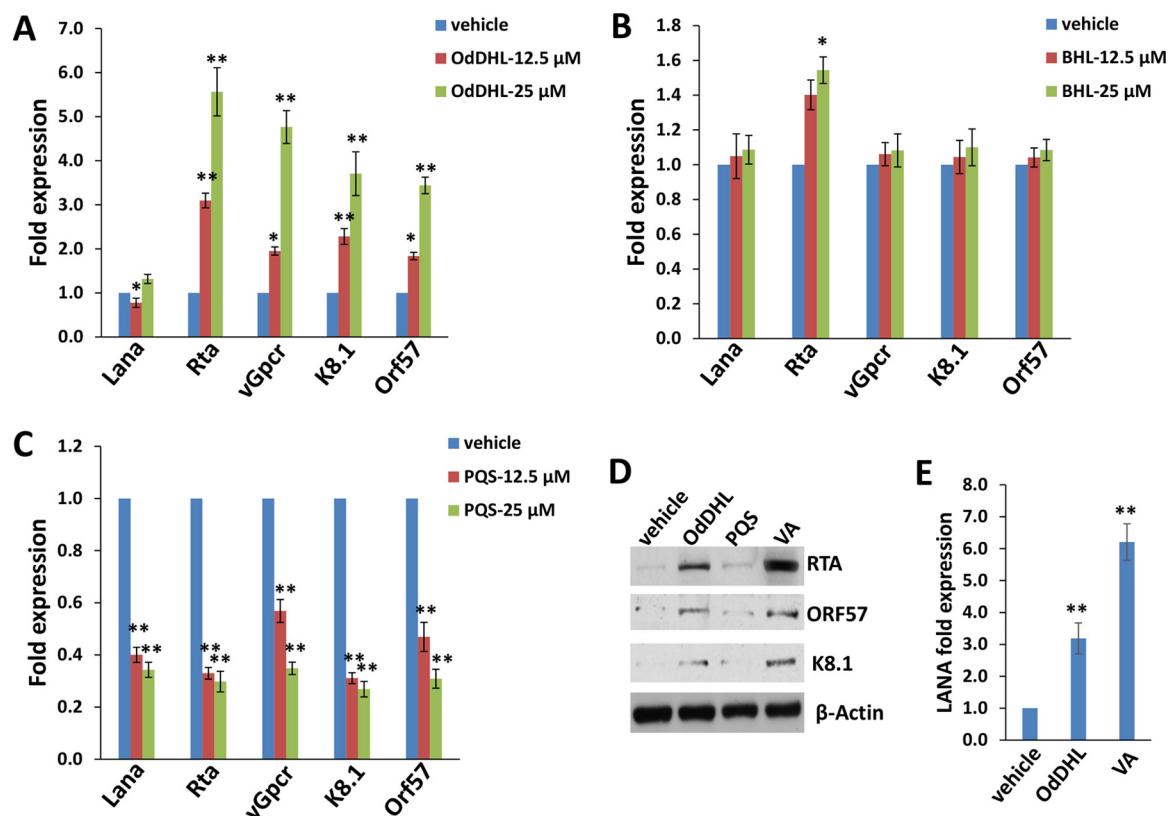 A
7.0
6.0
5.0
4.0
3.0
2.0
1.0
0.0
Fold expression
vehicle
OdDHL-12.5 µM
OdDHL-25 µM
*
**
**
*
**
**
**
*
**
Lana
Rta
vGpcr
K8.1
Orf57
B
1.8
1.6
1.4
1.2
1.0
0.8
0.6
0.4
0.2
0.0
Fold expression
vehicle
BHL-12.5 µM
BHL-25 µM
*
Lana
Rta
vGpcr
K8.1
Orf57
C
1.2
1.0
0.8
0.6
0.4
0.2
0.0
Fold expression
vehicle
PQS-12.5 µM
PQS-25 µM
**
**
**
**
**
**
**
**
**
**
Lana
Rta
vGpcr
K8.1
Orf57
D
vehicle
OdDHL
PQS
VA
RTA
ORF57
K8.1
β-Actin
E
8.0
7.0
6.0
5.0
4.0
3.0
2.0
1.0
0.0
LANA fold expression
**
**
vehicle
OdDHL
VA